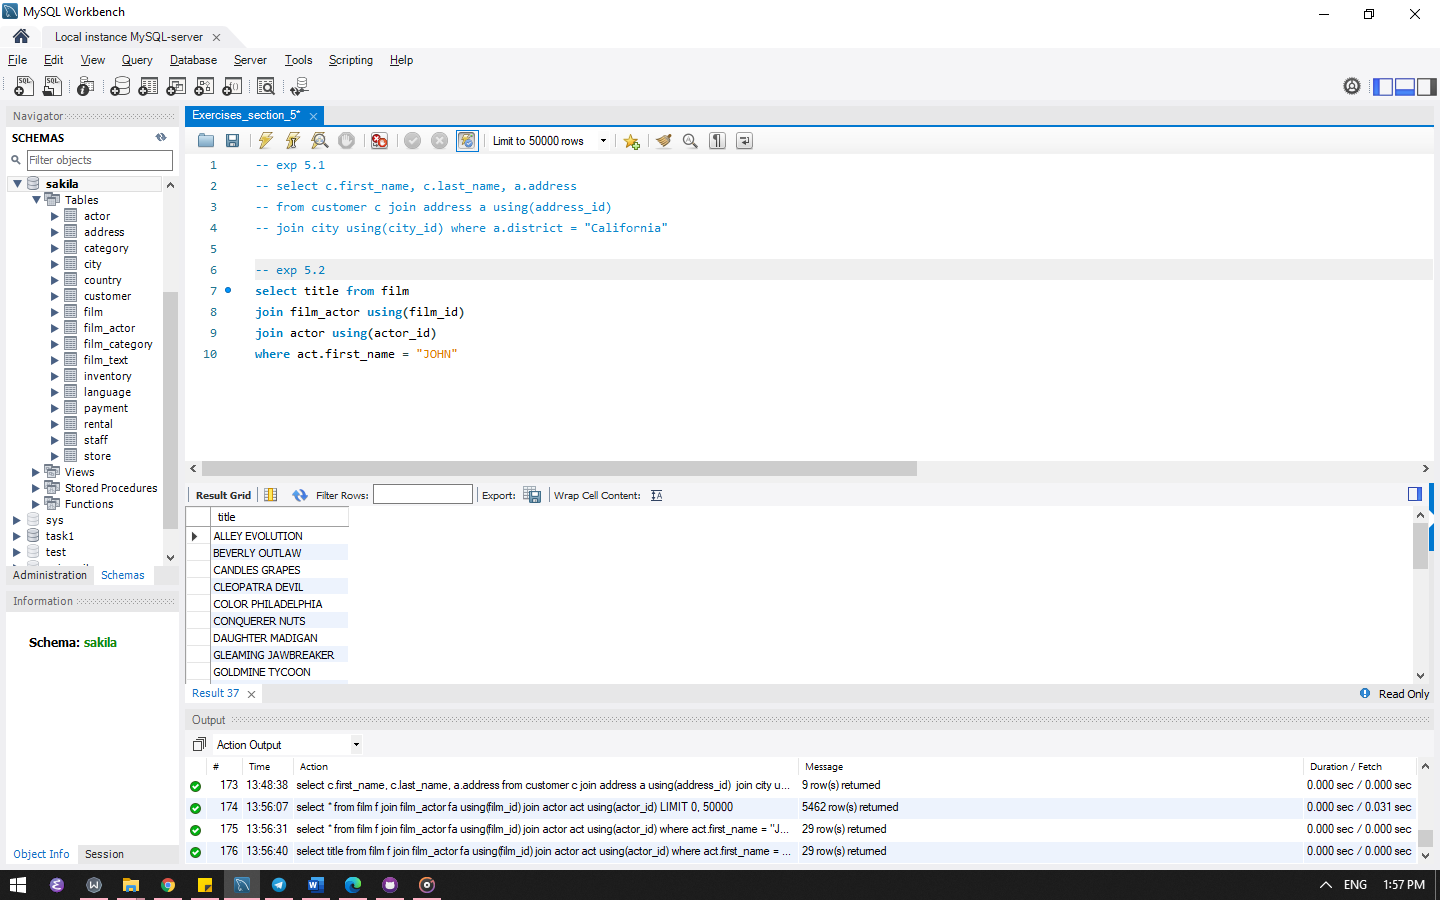 MySQL Workbench
Local instance MySQL-server
File Edit View Query Database Server Tools Scripting Help
Navigator
SCHEMAS
Filter objects
sakila
Tables
actor
address
category
city
country
customer
film
film_actor
film_category
film_text
inventory
language
payment
rental
staff
store
Views
Stored Procedures
Functions
sys
task1
test
Administration Schemas
Information
Schema: sakila
Object Info Session
Exercises_section_5*
Limit to 50000 rows
1 -- exp 5.1
2 -- select c.first_name, c.last_name, a.address
3 -- from customer c join address a using(address_id)
4 -- join city using(city_id) where a.district = "California"
5
6 -- exp 5.2
7 select title from film
8 join film_actor using(film_id)
9 join actor using(actor_id)
10 where act.first_name = "JOHN"
Result Grid Filter Rows: Export: Wrap Cell Content:
title
ALLEY EVOLUTION
BEVERLY OUTLAW
CANDLES GRAPES
CLEOPATRA DEVIL
COLOR PHILADELPHIA
CONQUERER NUTS
DAUGHTER MADIGAN
GLEAMING JAWBREAKER
GOLDMINE TYCOON
Result 37 Read Only
Output
Action Output
# Time Action Message Duration / Fetch
173 13:48:38 select c.first_name, c.last_name, a.address from customer c join address a using(address_id) join city u... 9 row(s) returned 0.000 sec / 0.000 sec
174 13:56:07 select * from film f join film_actor fa using(film_id) join actor act using(actor_id) LIMIT 0, 50000 5462 row(s) returned 0.000 sec / 0.031 sec
175 13:56:31 select * from film f join film_actor fa using(film_id) join actor act using(actor_id) where act.first_name = "J... 29 row(s) returned 0.000 sec / 0.000 sec
176 13:56:40 select title from film f join film_actor fa using(film_id) join actor act using(actor_id) where act.first_name = ... 29 row(s) returned 0.000 sec / 0.000 sec
ENG 1:57 PM